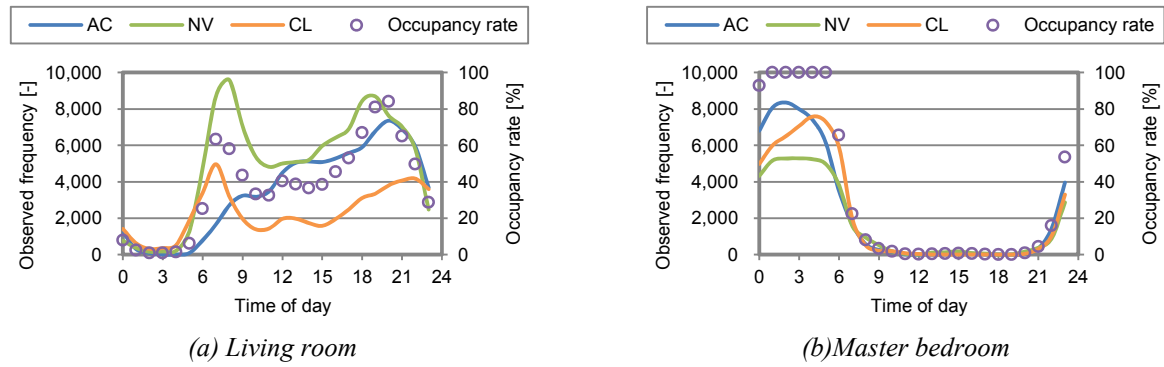 AC NV CL Occupancy rate
10,000
8,000
6,000
4,000
2,000
0
100
80
60
40
20
0
0 3 6 9 12 15 18 21 24
Observed frequency [-]
Occupancy rate [%]
Time of day
(a) Living room
AC NV CL Occupancy rate
10,000
8,000
6,000
4,000
2,000
0
100
80
60
40
20
0
0 3 6 9 12 15 18 21 24
Observed frequency [-]
Occupancy rate [%]
Time of day
(b)Master bedroom